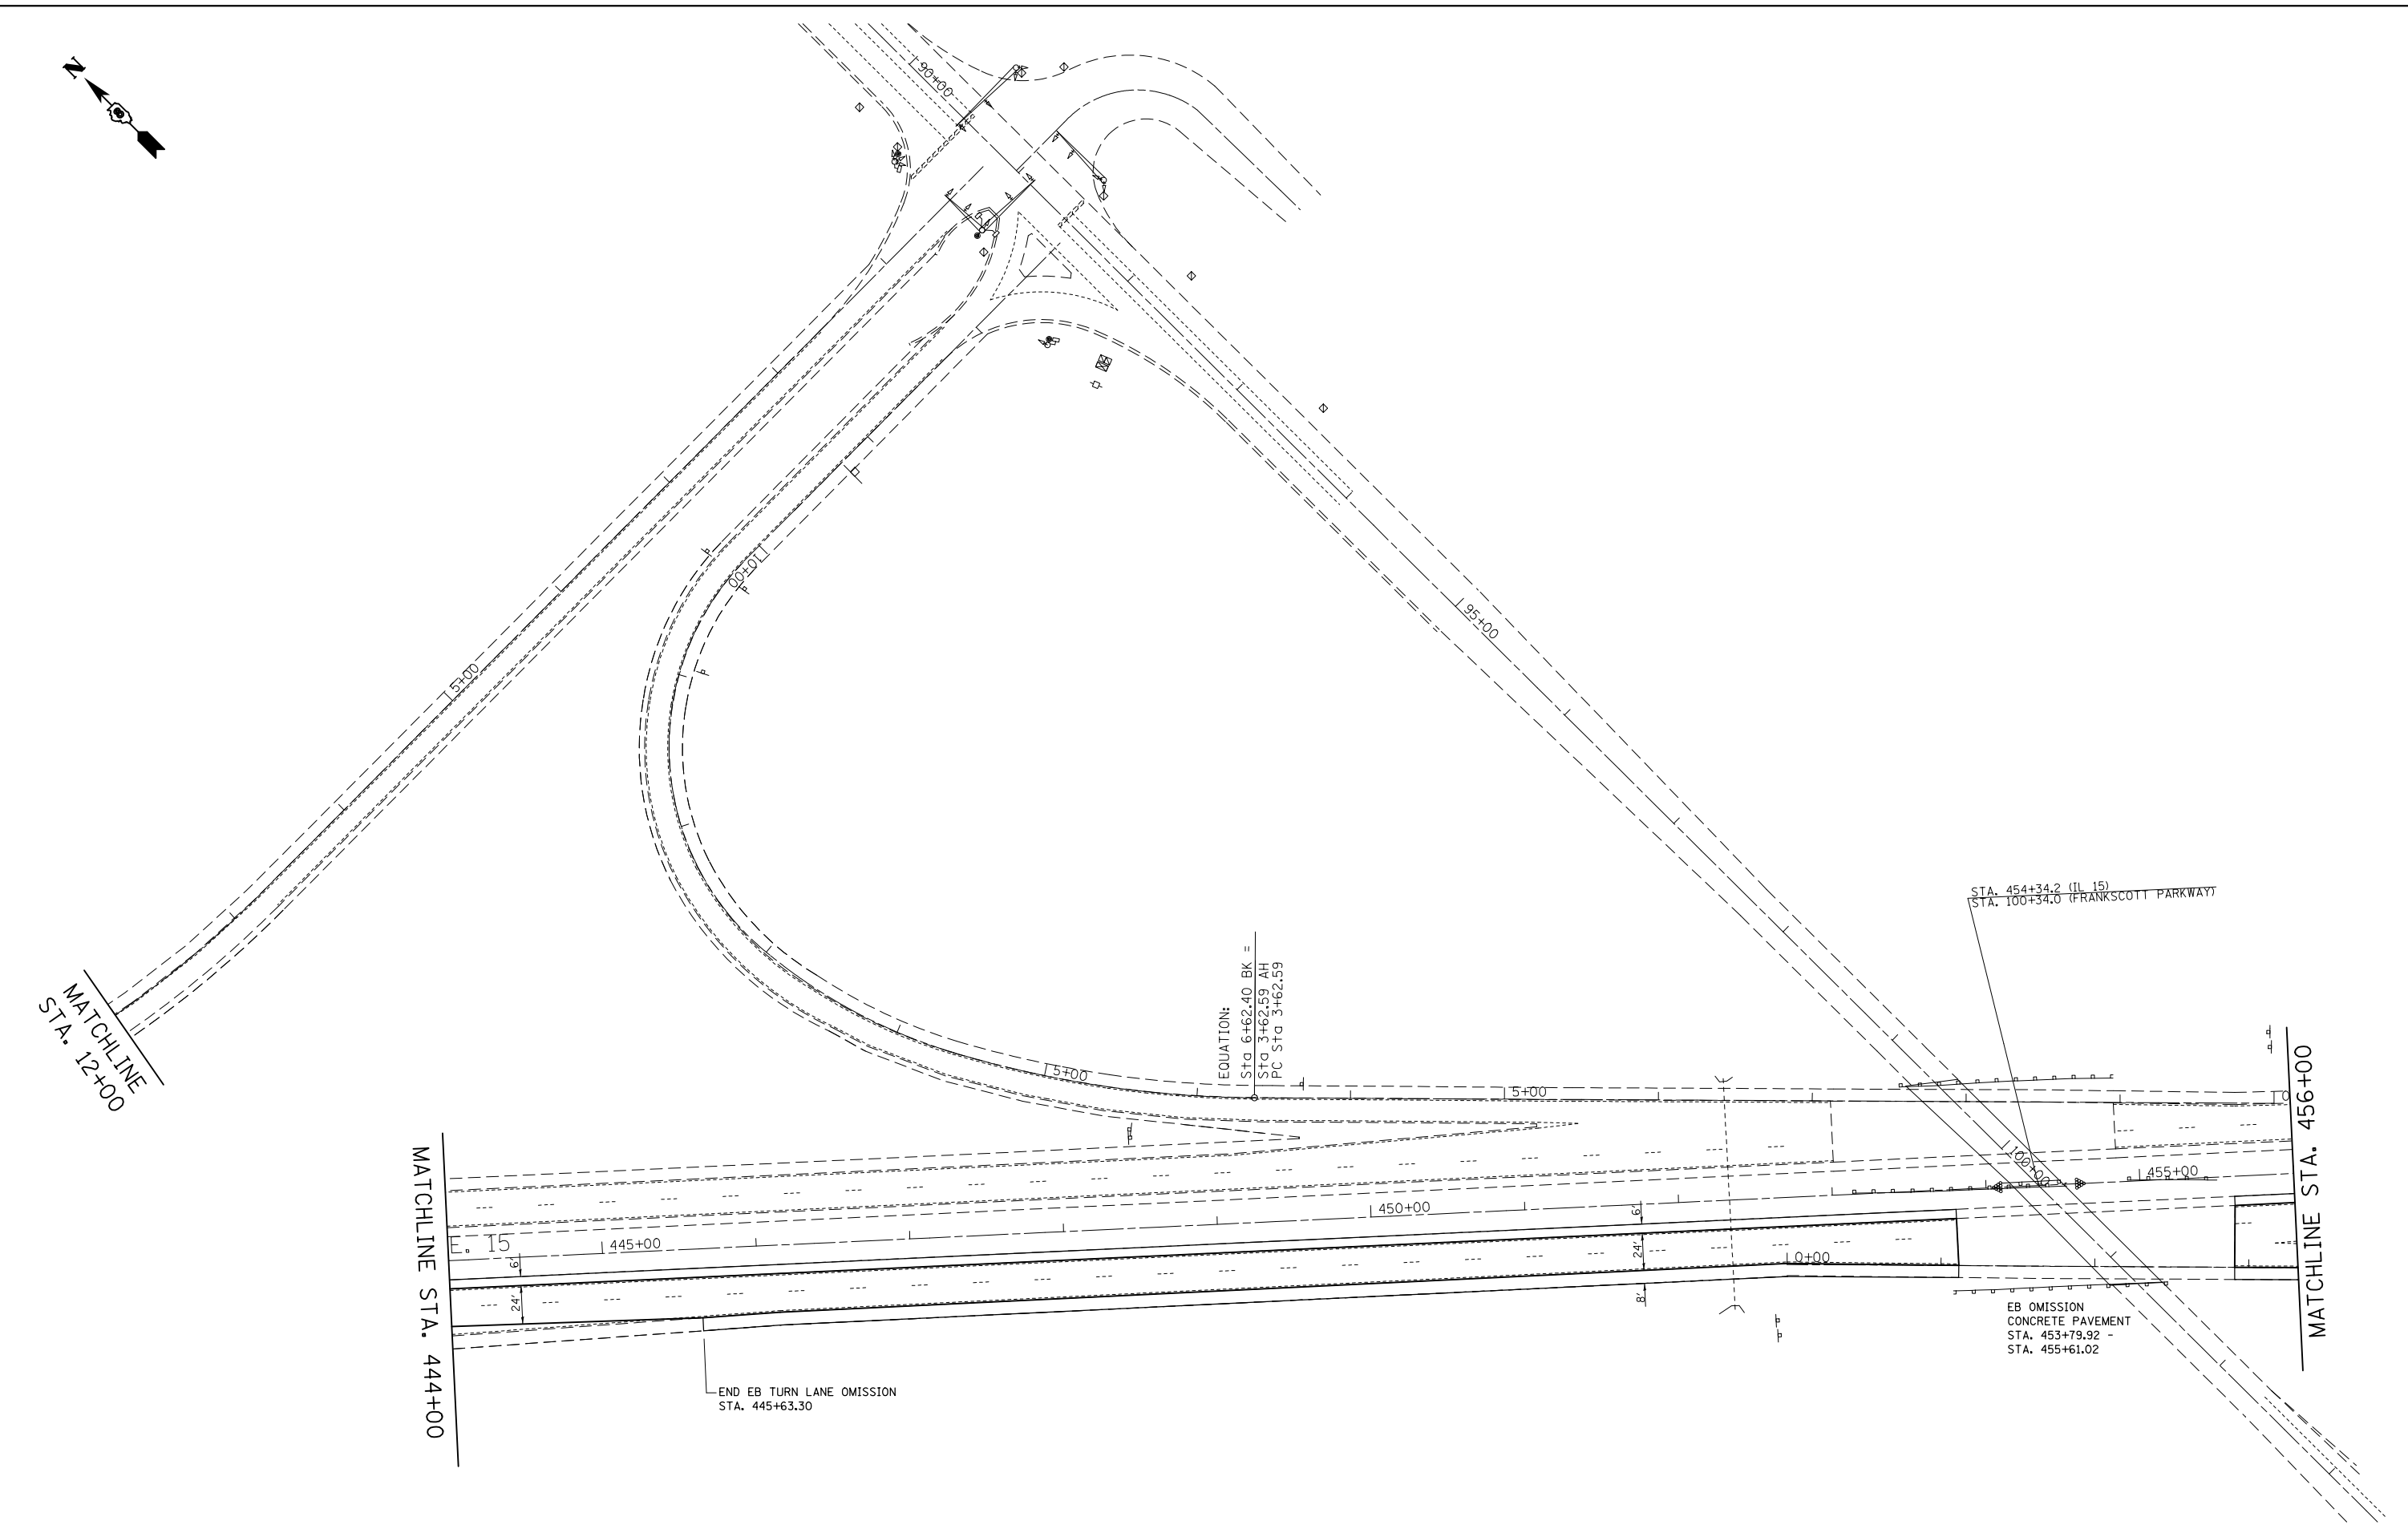 N
90+00
95+00
10+00
5+00
STA. 454+34.2 (IL 15)
STA. 100+34.0 (FRANKSCOTT PARKWAY)
MATCHLINE
STA. 12+00
EQUATION:
Sta 6+62.40 BK =
Sta 3+62.59 AH
PC Sta 3+62.59
5+00
5+00
100+00
455+00
450+00
445+00
E. 15
0+00
6'
24'
6'
24'
8'
MATCHLINE STA. 444+00
MATCHLINE STA. 456+00
EB OMISSION
CONCRETE PAVEMENT
STA. 453+79.92 -
STA. 455+61.02
END EB TURN LANE OMISSION
STA. 445+63.30